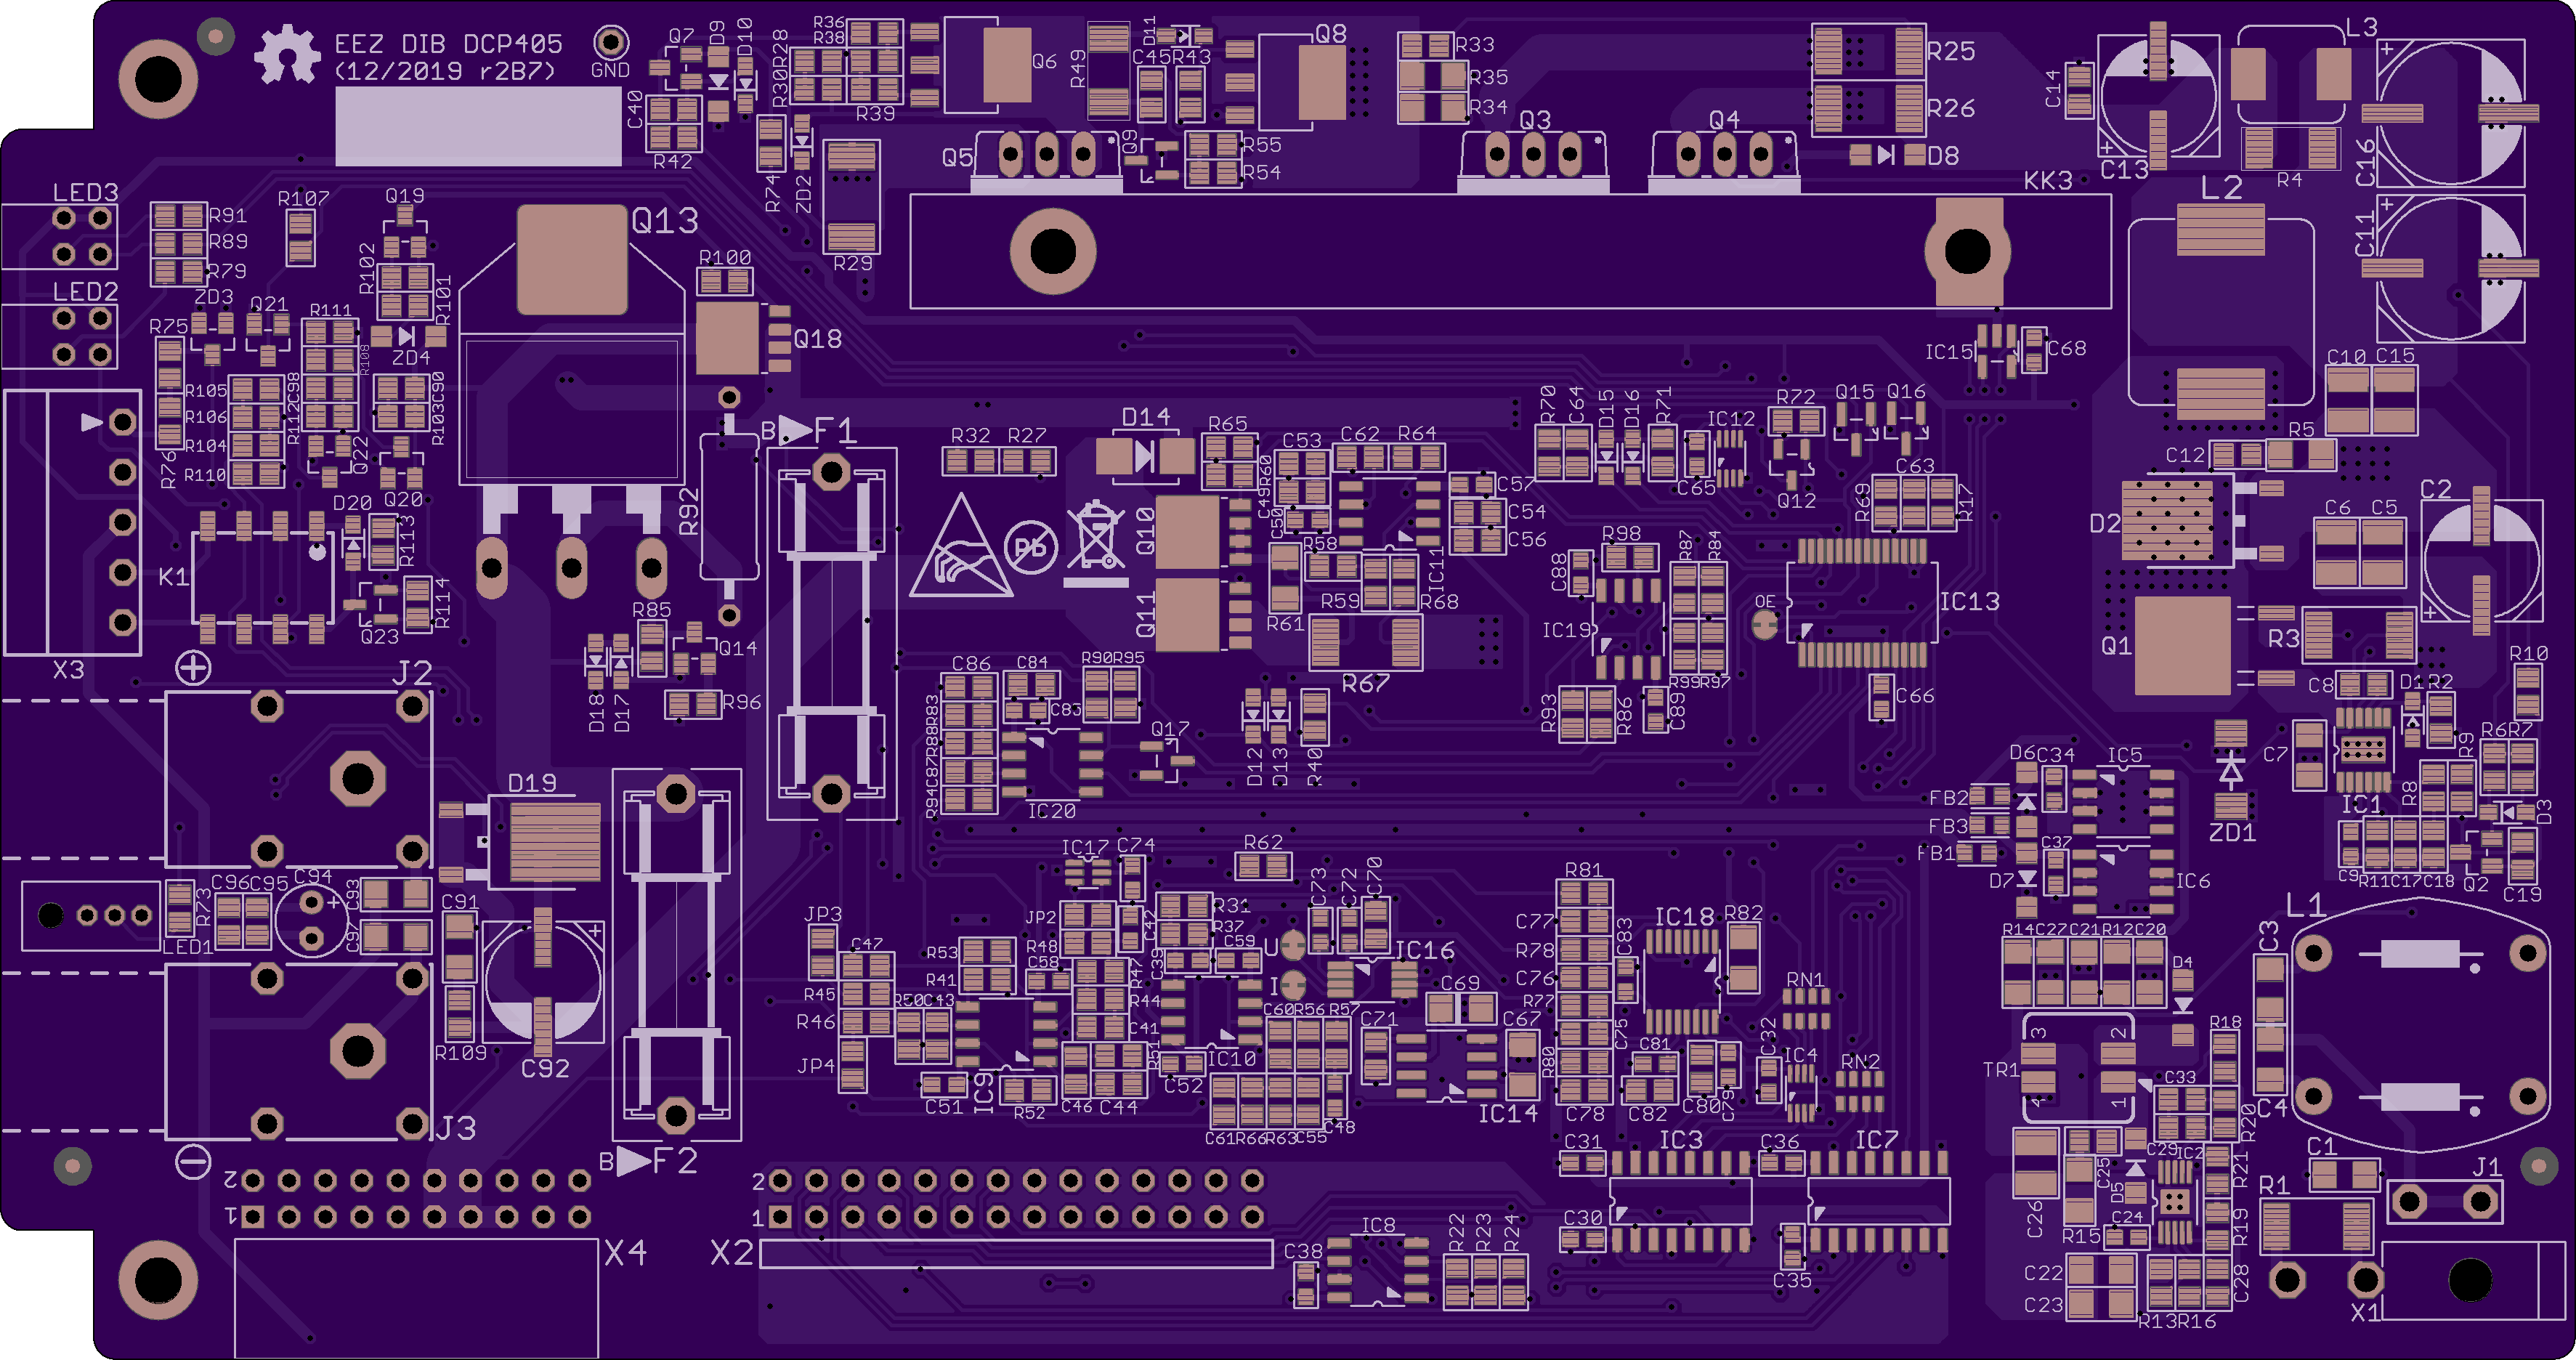 EEZ DIB DCP405
(12/2019 r2B7)
GND
Q7
D9
D10
R28
R30
R36
R38
R39
C40
R42
R74
ZD2
R29
Q6
R49
D11
C45
R43
Q8
Q9
R55
R54
Q5
R33
R35
R34
Q3
Q4
R25
R26
D8
KK3
C14
C13
L3
R4
C16
L2
C11
LED3
R91
R89
R79
R107
Q19
R102
R101
Q13
R100
Q18
LED2
ZD3
Q21
R111
R108
ZD4
R75
R105
R106
R104
R110
R76
C98
R112
C90
R103
Q22
Q20
X3
K1
D20
R113
Q23
R114
R92
B
F1
R85
Q14
D18
D17
R96
R32
R27
D14
R65
C53
C49
R60
C50
C62
R64
C57
C54
C56
IC11
R58
R59
R68
R61
R67
Q10
Q11
Pb
R70
C64
D15
D16
R71
C65
IC12
R72
Q12
Q15
Q16
IC15
C68
C63
R69
R17
R98
C88
IC19
R87
R84
R99
R97
OE
IC13
C66
R93
R86
C89
C10
C15
C12
R5
D2
C6
C5
C2
Q1
R3
C8
D1
R2
R10
C7
IC1
R9
R6
R7
R8
D3
C9
R11
C17
C18
Q2
C19
ZD1
J2
C86
C84
C85
R90
R95
R83
R88
C87
R94
IC20
Q17
D12
D13
R40
D19
FB2
FB3
FB1
D6
C34
IC5
C37
D7
IC6
LED1
R73
C96
C95
C94
C93
C97
C91
R109
C92
J3
B
F2
JP3
C47
R45
R46
JP4
R50
C43
R53
R41
C51
IC9
R52
IC17
C74
JP2
R48
C58
C42
R47
R44
C41
R51
C46
C44
R62
R31
R37
C39
C59
IC10
C52
U
I
C73
C72
C70
IC16
C60
R56
R57
C71
C69
C67
IC14
C61
R66
R63
C55
C48
R81
C77
R78
C76
R77
R80
C75
C78
C83
IC18
R82
C81
C82
C80
C79
C32
RN1
IC4
RN2
C31
IC3
C36
IC7
C30
C35
R14
C27
C21
R12
C20
D4
TR1
3
2
4
1
R18
C33
R20
C29
IC2
R21
C25
D5
C26
R15
C24
R19
C22
C23
R13
R16
C28
L1
C3
C4
C1
J1
R1
X1
2
1
X4
2
1
X2
C38
IC8
R22
R23
R24